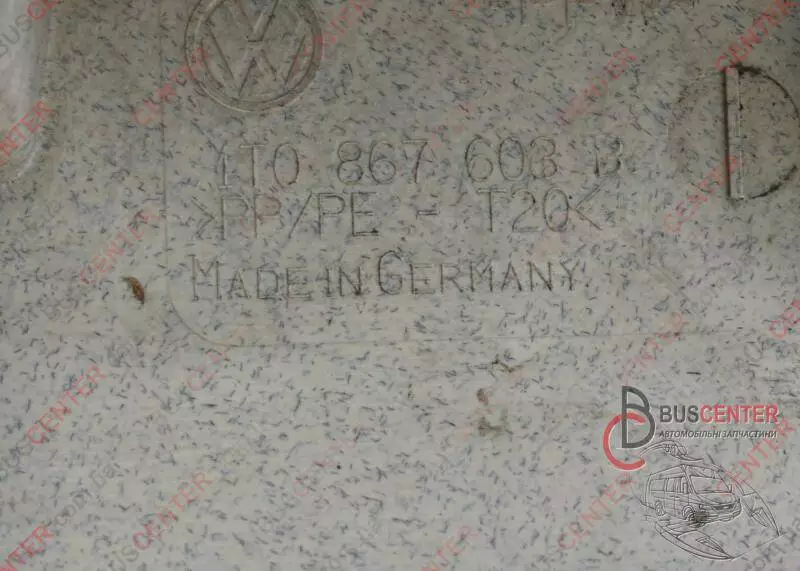 1T0 867 603 B
>PP/PE - T20<
MADE IN GERMANY
BUSCENTER
АВТОМОБІЛЬНІ ЗАПЧАСТИНИ